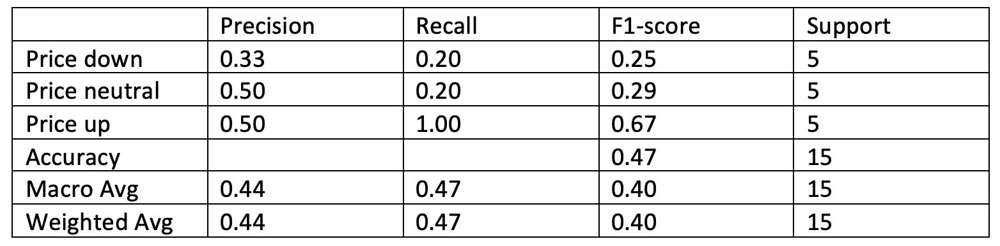 Precision Recall F1-score Support
Price down 0.33 0.20 0.25 5
Price neutral 0.50 0.20 0.29 5
Price up 0.50 1.00 0.67 5
Accuracy 0.47 15
Macro Avg 0.44 0.47 0.40 15
Weighted Avg 0.44 0.47 0.40 15